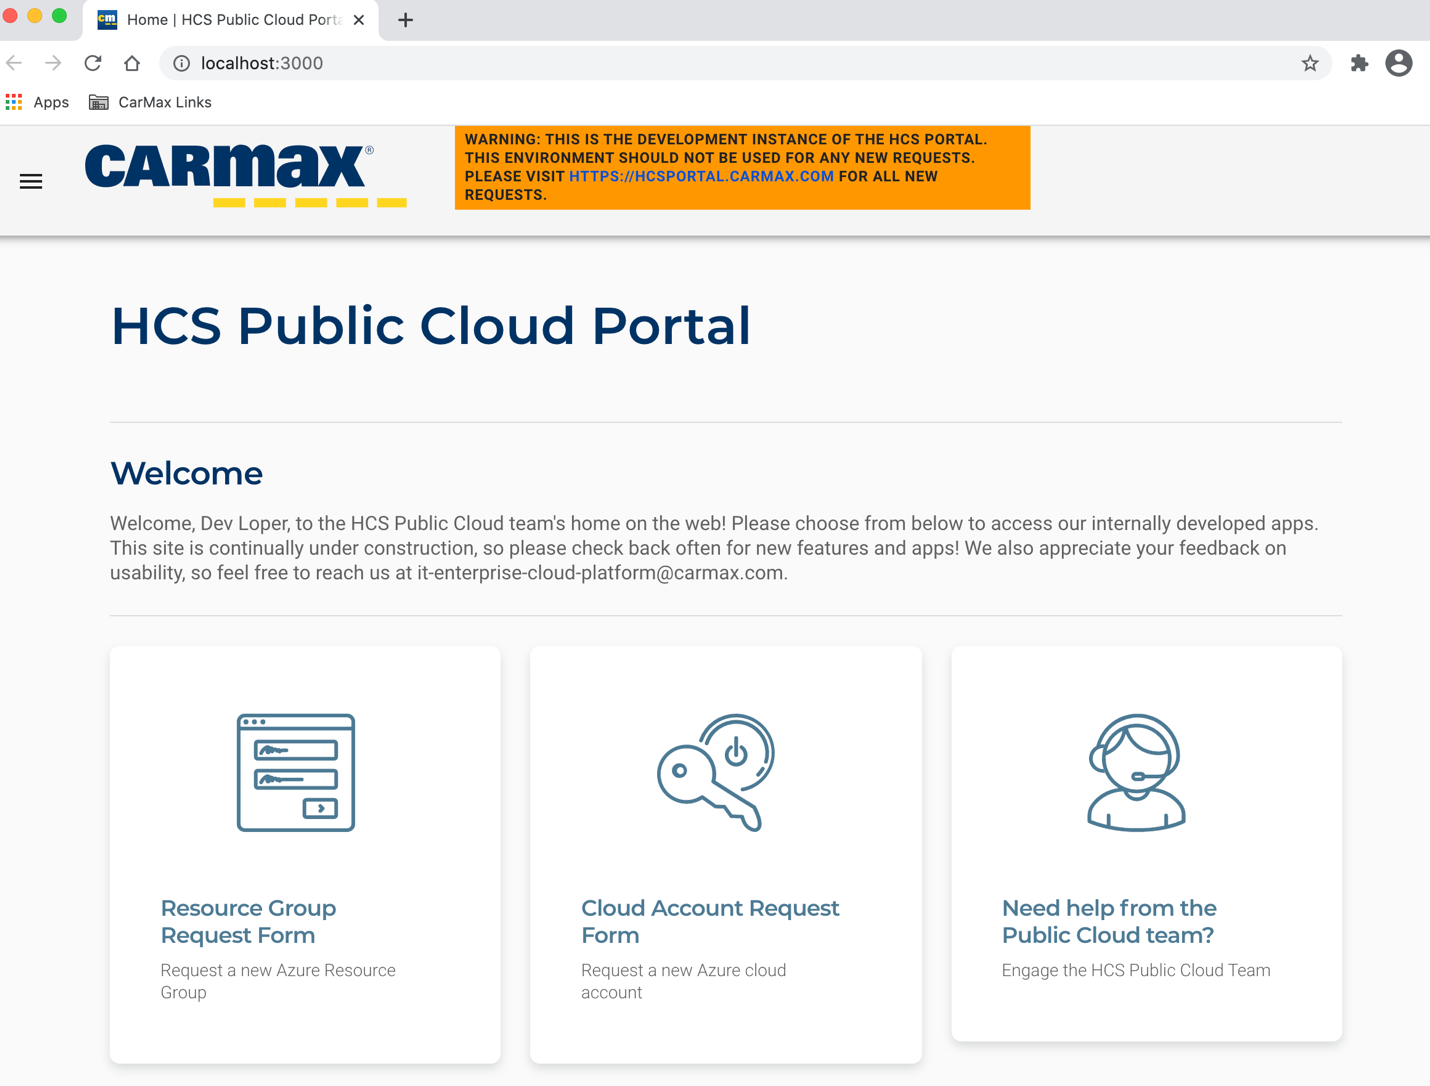 cm Home | HCS Public Cloud Porta
localhost:3000
Apps CarMax Links
CARMAX®
WARNING: THIS IS THE DEVELOPMENT INSTANCE OF THE HCS PORTAL.
THIS ENVIRONMENT SHOULD NOT BE USED FOR ANY NEW REQUESTS.
PLEASE VISIT HTTPS://HCSPORTAL.CARMAX.COM FOR ALL NEW
REQUESTS.
HCS Public Cloud Portal
Welcome
Welcome, Dev Loper, to the HCS Public Cloud team's home on the web! Please choose from below to access our internally developed apps.
This site is continually under construction, so please check back often for new features and apps! We also appreciate your feedback on
usability, so feel free to reach us at it-enterprise-cloud-platform@carmax.com.
Resource Group
Request Form
Request a new Azure Resource
Group
Cloud Account Request
Form
Request a new Azure cloud
account
Need help from the
Public Cloud team?
Engage the HCS Public Cloud Team